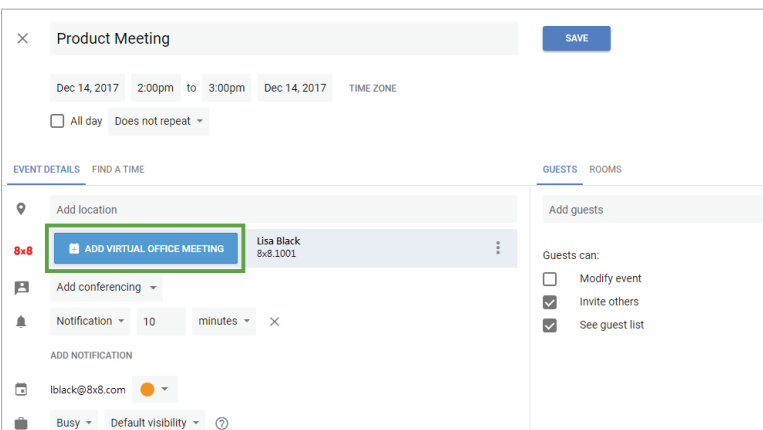 Product Meeting
SAVE
Dec 14, 2017 2:00pm to 3:00pm Dec 14, 2017 TIME ZONE
All day Does not repeat
EVENT DETAILS FIND A TIME
GUESTS ROOMS
Add location
Add guests
8x8 ADD VIRTUAL OFFICE MEETING
Lisa Black
8x8.1001
Guests can:
Add conferencing
Modify event
Invite others
See guest list
Notification 10 minutes
ADD NOTIFICATION
lblack@8x8.com
Busy Default visibility ?